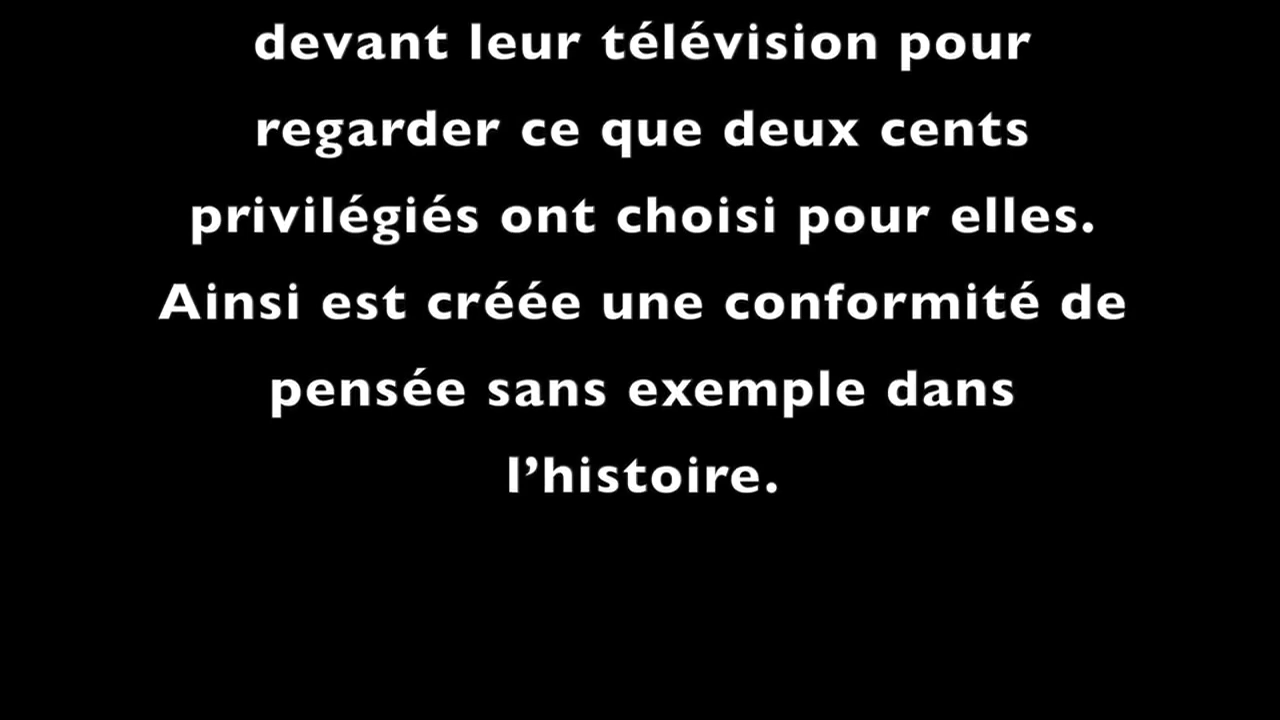 devant leur télévision pour
regarder ce que deux cents
privilégiés ont choisi pour elles.
Ainsi est créée une conformité de
pensée sans exemple dans
l’histoire.